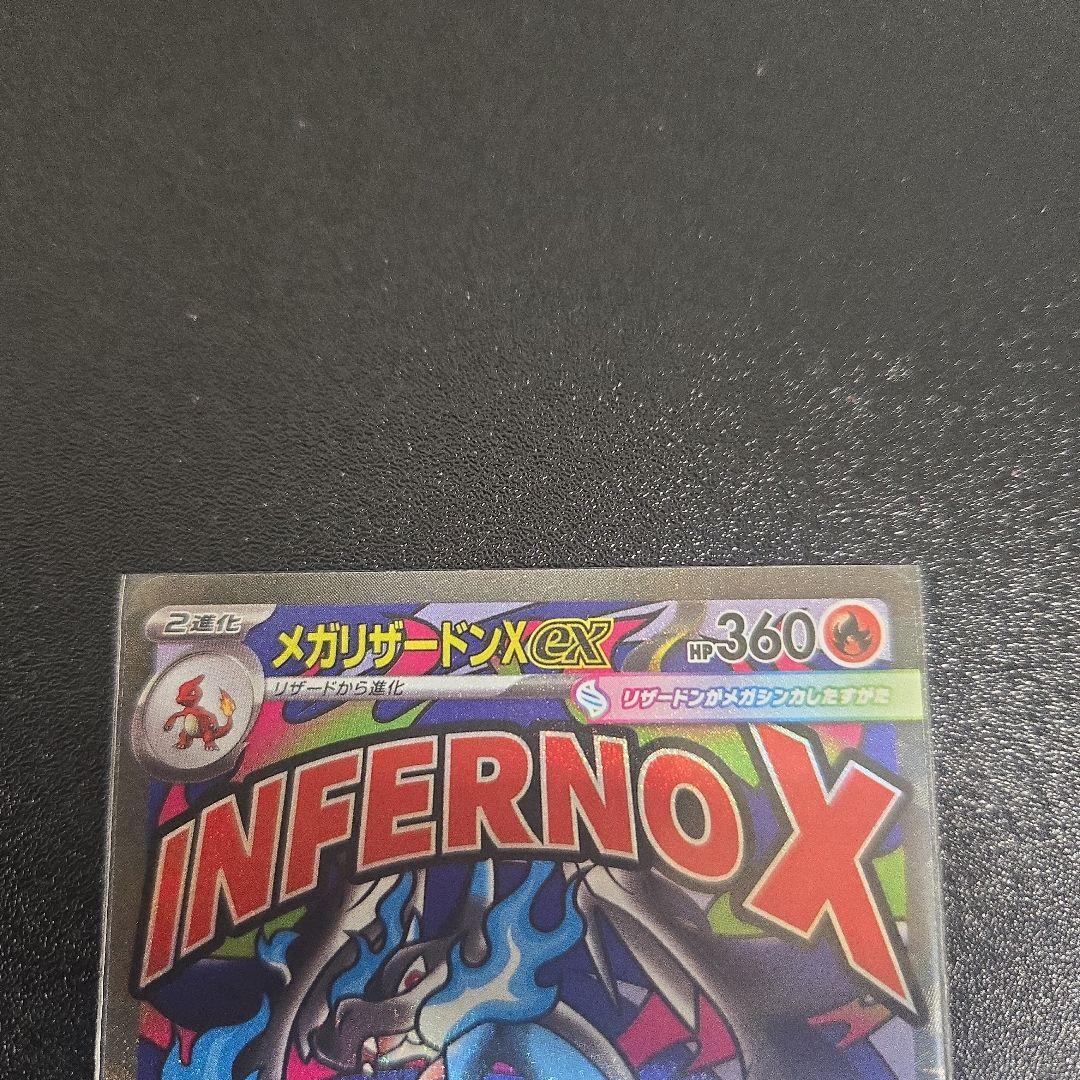 2進化
メガリザードンXex
HP360
リザードから進化
リザードンがメガシンカしたすがた
INFERNO X